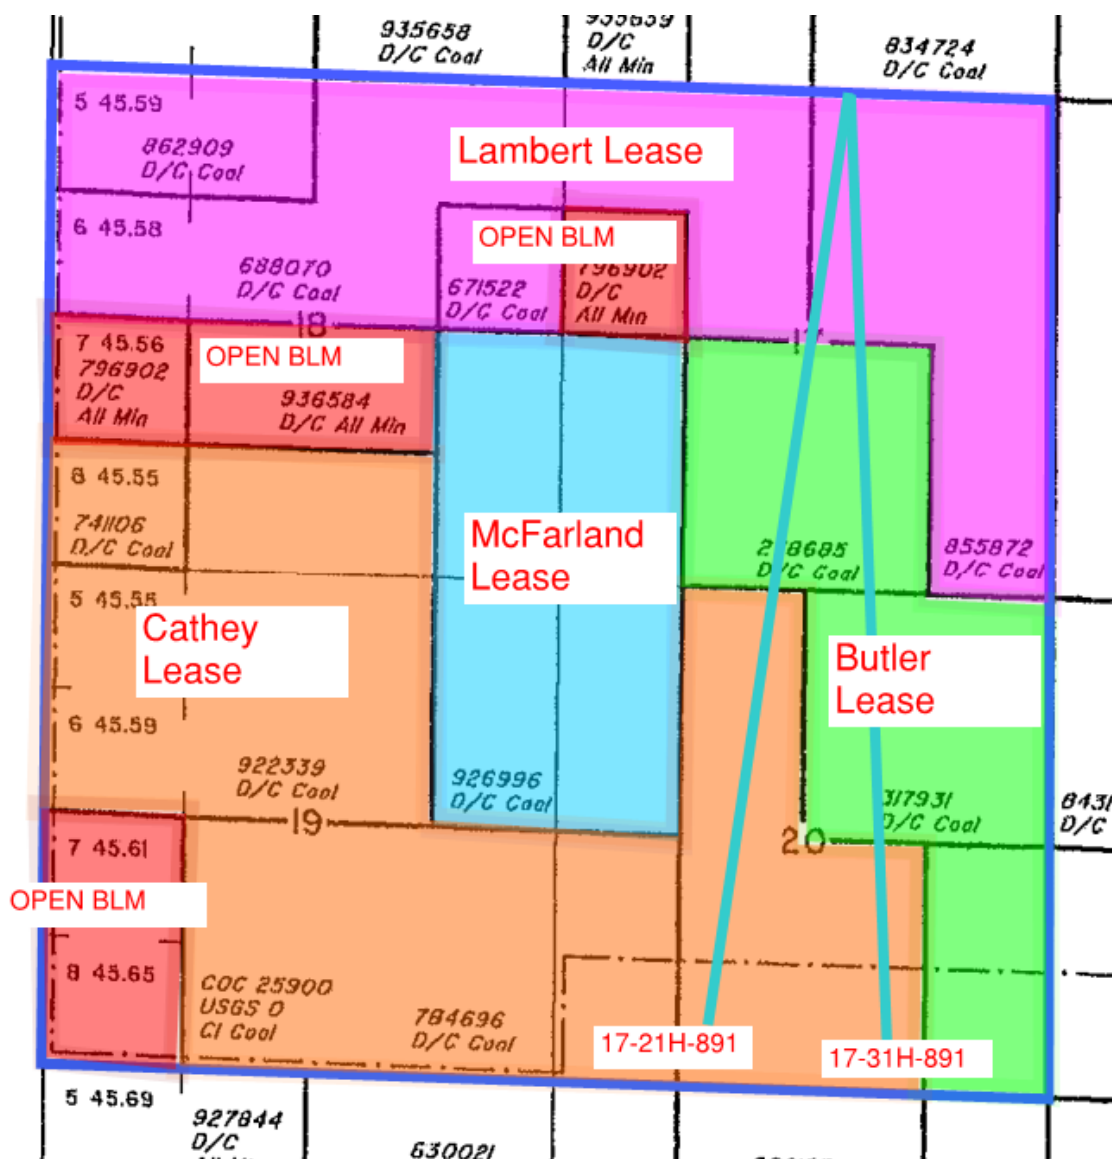 935658
D/C Coal
D/C
All Min
834724
D/C Coal
5 45.59
862909
D/C Coal
Lambert Lease
6 45.58
OPEN BLM
688070
D/C Coal
671522
D/C Coal
796902
D/C
All Min
18
7 45.56
796902
D/C
All Min
OPEN BLM
936584
D/C All Min
8 45.55
741106
D/C Coal
McFarland
Lease
D/C Coal
855872
D/C Coal
5 45.55
Cathey
Lease
Butler
Lease
6 45.59
922339
D/C Coal
926996
D/C Coal
317931
D/C Coal
8431
D/C
19
20
7 45.61
OPEN BLM
8 45.65
COC 25900
USGS O
Cl Coal
784696
D/C Coal
17-21H-891
17-31H-891
5 45.69
927844
D/C
630021